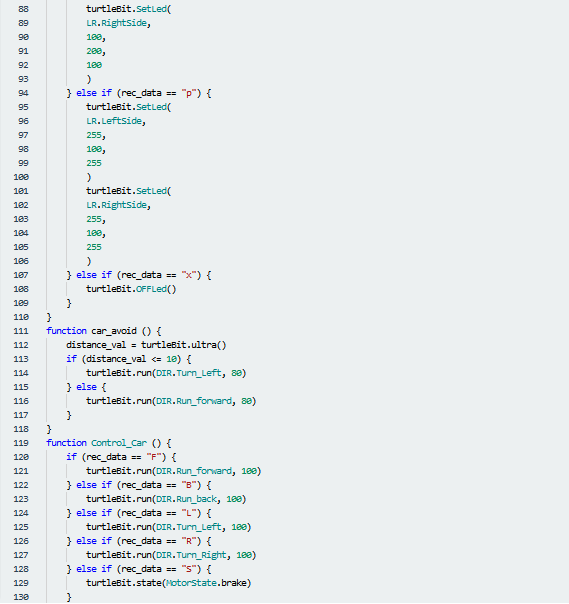 88 turtleBit.SetLed(
89 LR.RightSide,
90 100,
91 200,
92 100
93 )
94 } else if (rec_data == "p") {
95 turtleBit.SetLed(
96 LR.LeftSide,
97 255,
98 100,
99 255
100 )
101 turtleBit.SetLed(
102 LR.RightSide,
103 255,
104 100,
105 255
106 )
107 } else if (rec_data == "x") {
108 turtleBit.OFFLed()
109 }
110 }
111 function car_avoid () {
112 distance_val = turtleBit.ultra()
113 if (distance_val <= 10) {
114 turtleBit.run(DIR.Turn_Left, 80)
115 } else {
116 turtleBit.run(DIR.Run_forward, 80)
117 }
118 }
119 function Control_Car () {
120 if (rec_data == "F") {
121 turtleBit.run(DIR.Run_forward, 100)
122 } else if (rec_data == "B") {
123 turtleBit.run(DIR.Run_back, 100)
124 } else if (rec_data == "L") {
125 turtleBit.run(DIR.Turn_Left, 100)
126 } else if (rec_data == "R") {
127 turtleBit.run(DIR.Turn_Right, 100)
128 } else if (rec_data == "S") {
129 turtleBit.state(MotorState.brake)
130 }